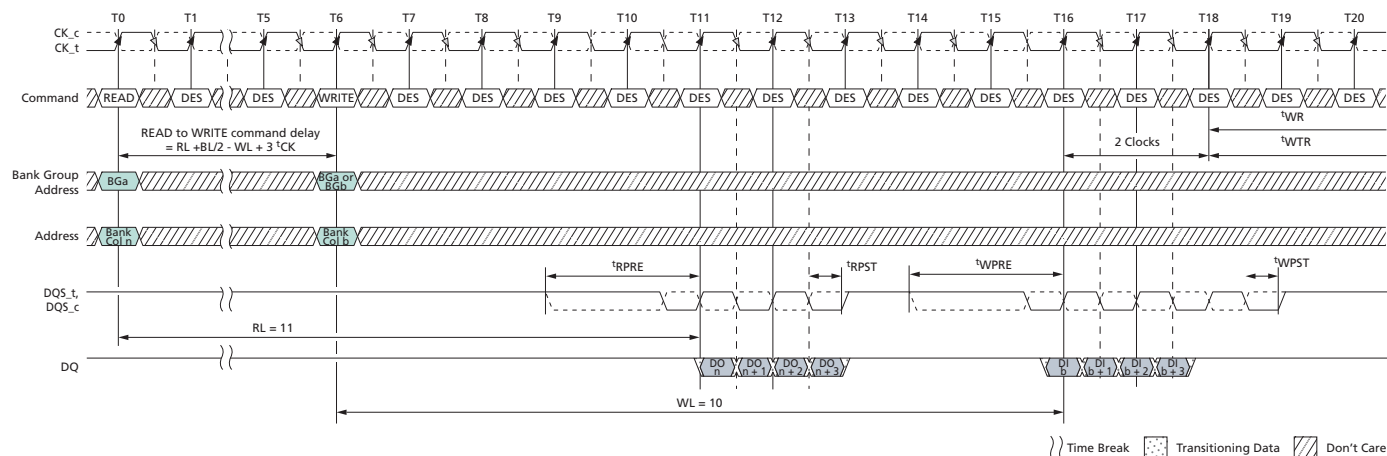 T0 T1 T5 T6 T7 T8 T9 T10 T11 T12 T13 T14 T15 T16 T17 T18 T19 T20
CK_c
CK_t
Command READ DES DES WRITE DES DES DES DES DES DES DES DES DES DES DES DES DES DES
tWR
READ to WRITE command delay
= RL +BL/2 - WL + 3 tCK
2 Clocks tWTR
Bank Group
Address
BGa BGa or
BGb
Address Bank
Col n
Bank
Col b
tRPRE tRPST tWPRE tWPST
DQS_t,
DQS_c
RL = 11
DQ DO
n
DO
n + 1
DO
n + 2
DO
n + 3
DI
b
DI
b + 1
DI
b + 2
DI
b + 3
WL = 10
Time Break Transitioning Data Don't Care